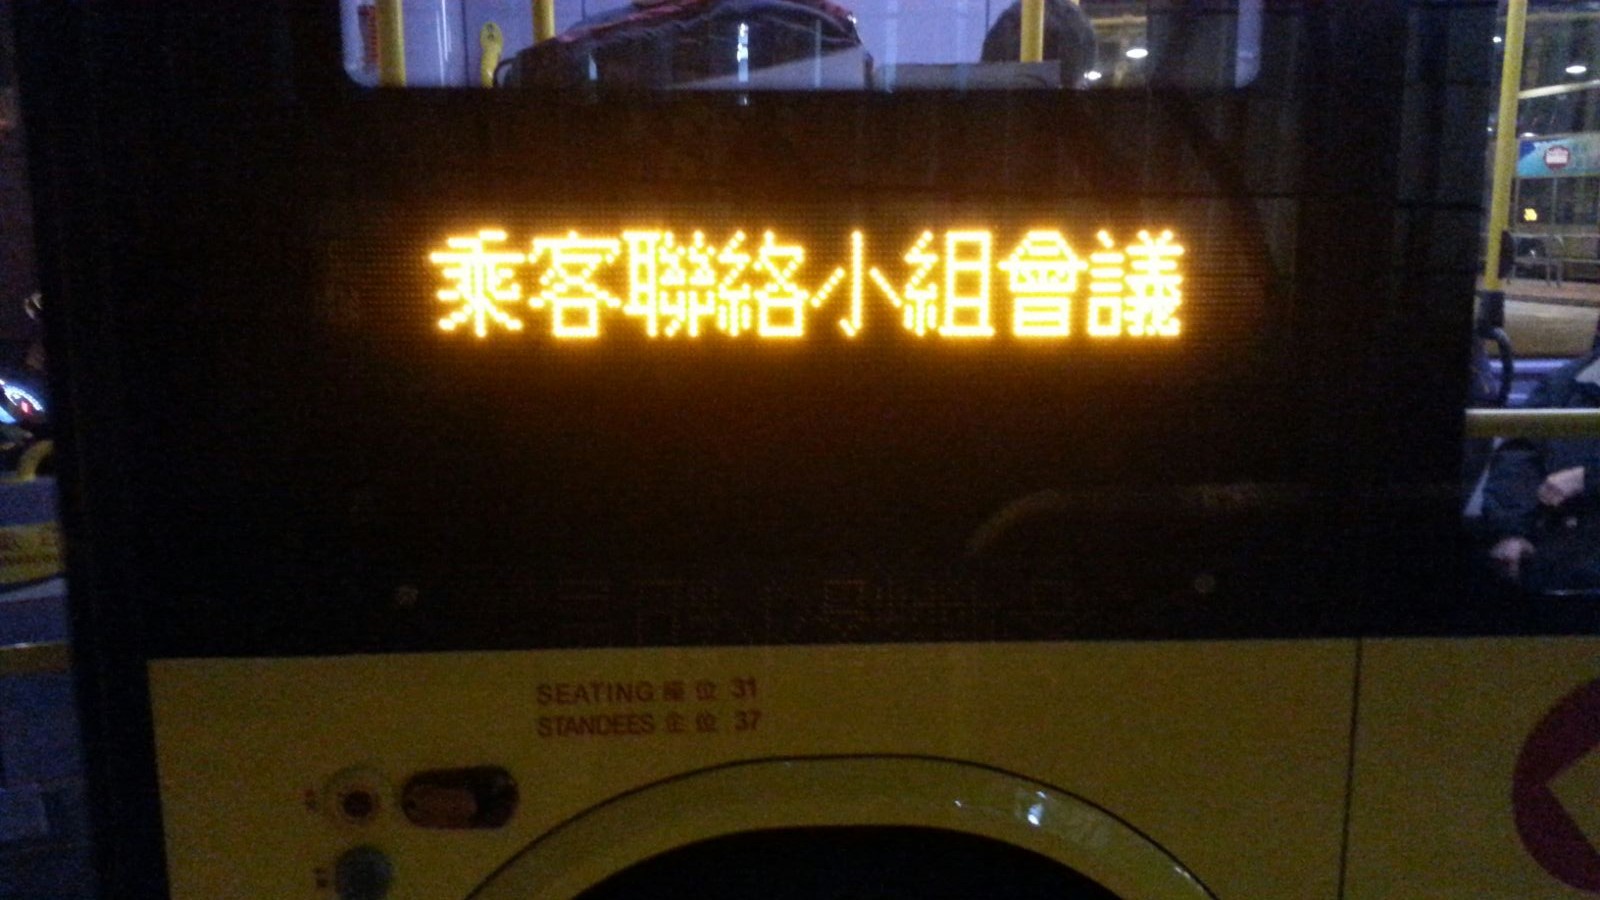 乘客聯絡小組會議
SEATING 座 位 31
STANDEES 企 位 37